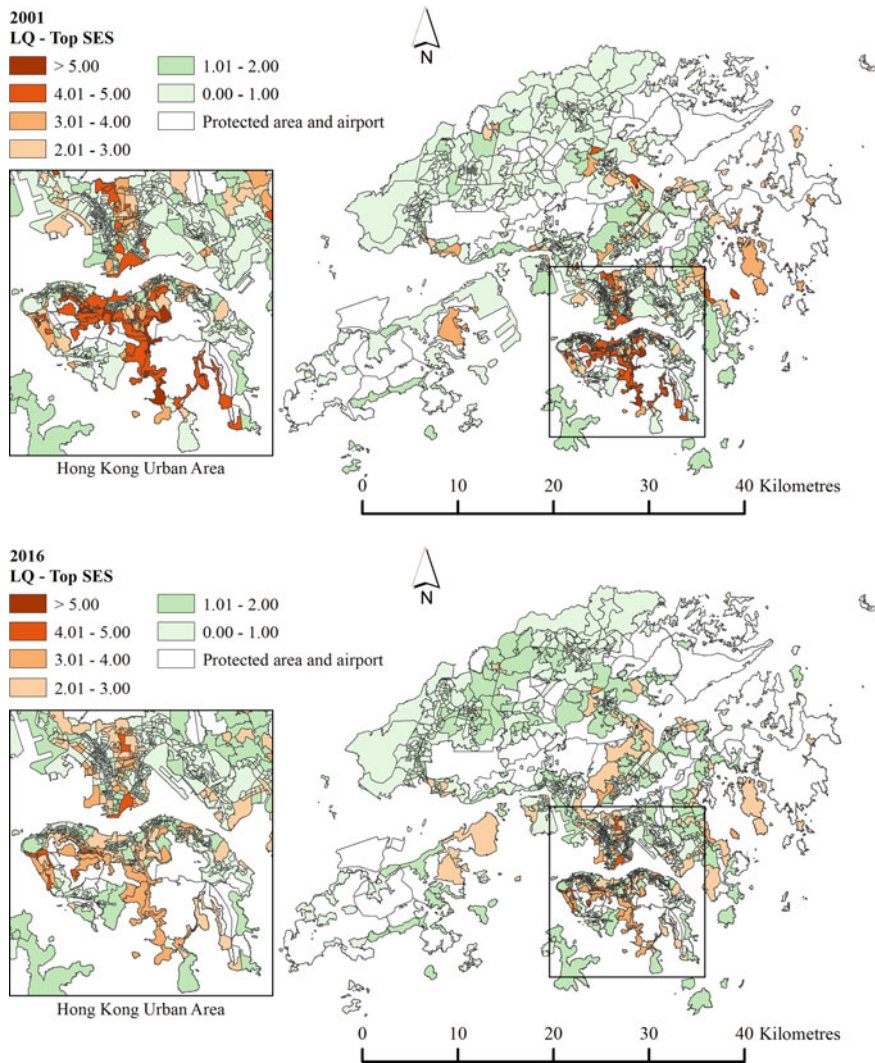 2001
LQ - Top SES
> 5.00
4.01 - 5.00
3.01 - 4.00
2.01 - 3.00
1.01 - 2.00
0.00 - 1.00
Protected area and airport
N
Hong Kong Urban Area
0 10 20 30 40 Kilometres
2016
LQ - Top SES
> 5.00
4.01 - 5.00
3.01 - 4.00
2.01 - 3.00
1.01 - 2.00
0.00 - 1.00
Protected area and airport
N
Hong Kong Urban Area
0 10 20 30 40 Kilometres